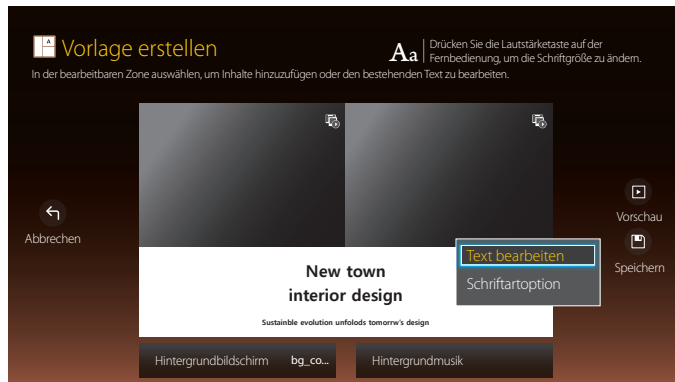 A
Vorlage erstellen
Aa
Drücken Sie die Lautstärketaste auf der
Fernbedienung, um die Schriftgröße zu ändern.
In der bearbeitbaren Zone auswählen, um Inhalte hinzuzufügen oder den bestehenden Text zu bearbeiten.
Abbrechen
Vorschau
Speichern
Text bearbeiten
Schriftartoption
New town
interior design
Sustainble evolution unfolods tomorrw's design
Hintergrundbildschirm bg_co...
Hintergrundmusik